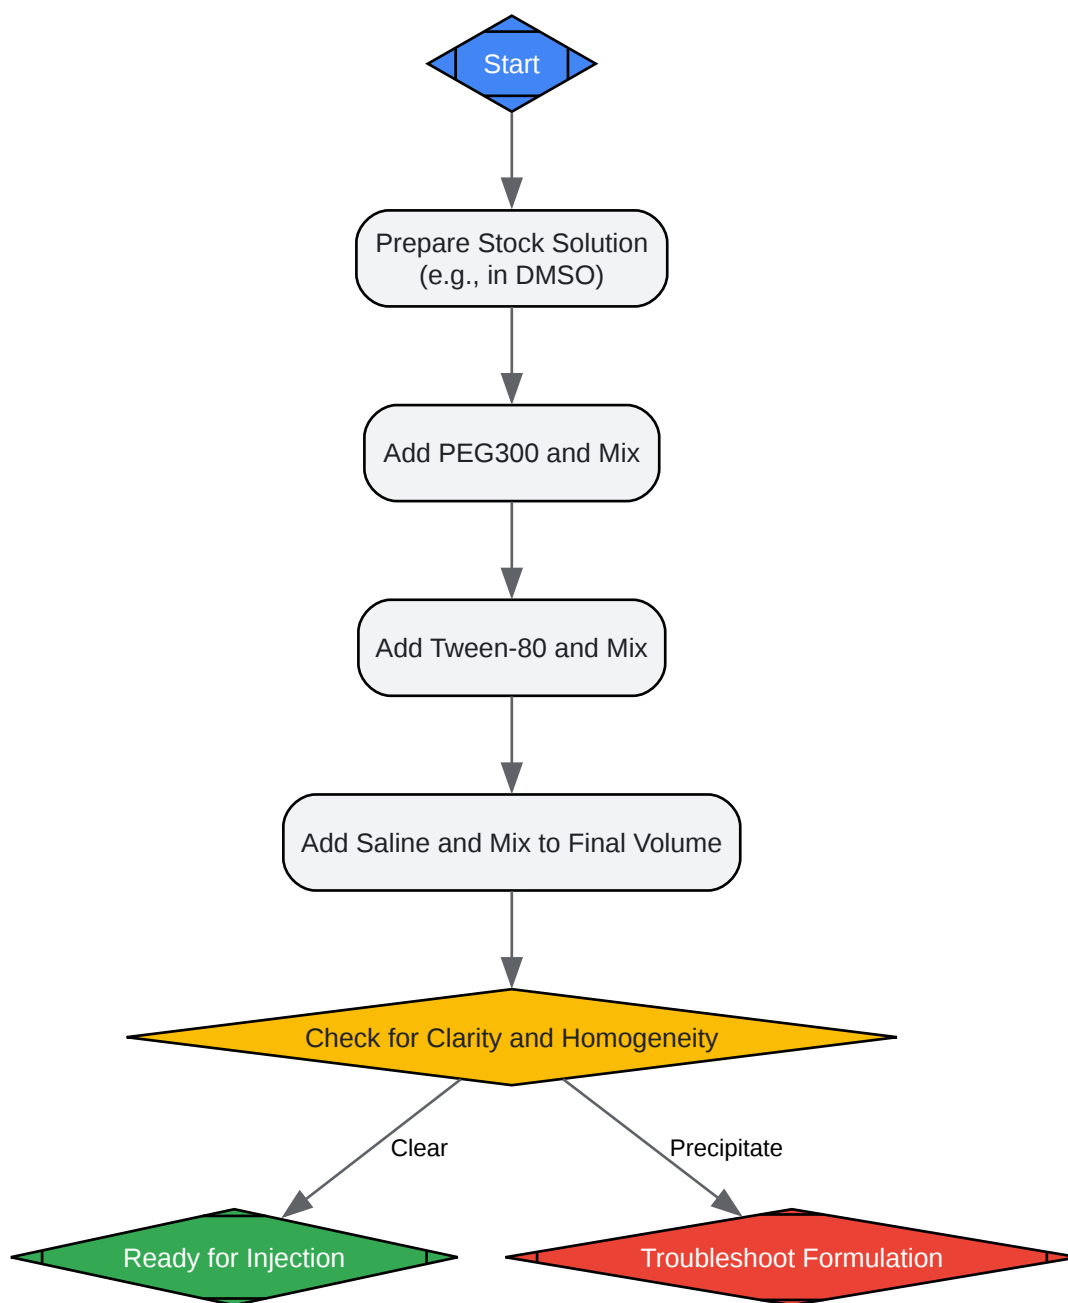 Start
Prepare Stock Solution
(e.g., in DMSO)
Add PEG300 and Mix
Add Tween-80 and Mix
Add Saline and Mix to Final Volume
Check for Clarity and Homogeneity
Clear
Precipitate
Ready for Injection
Troubleshoot Formulation